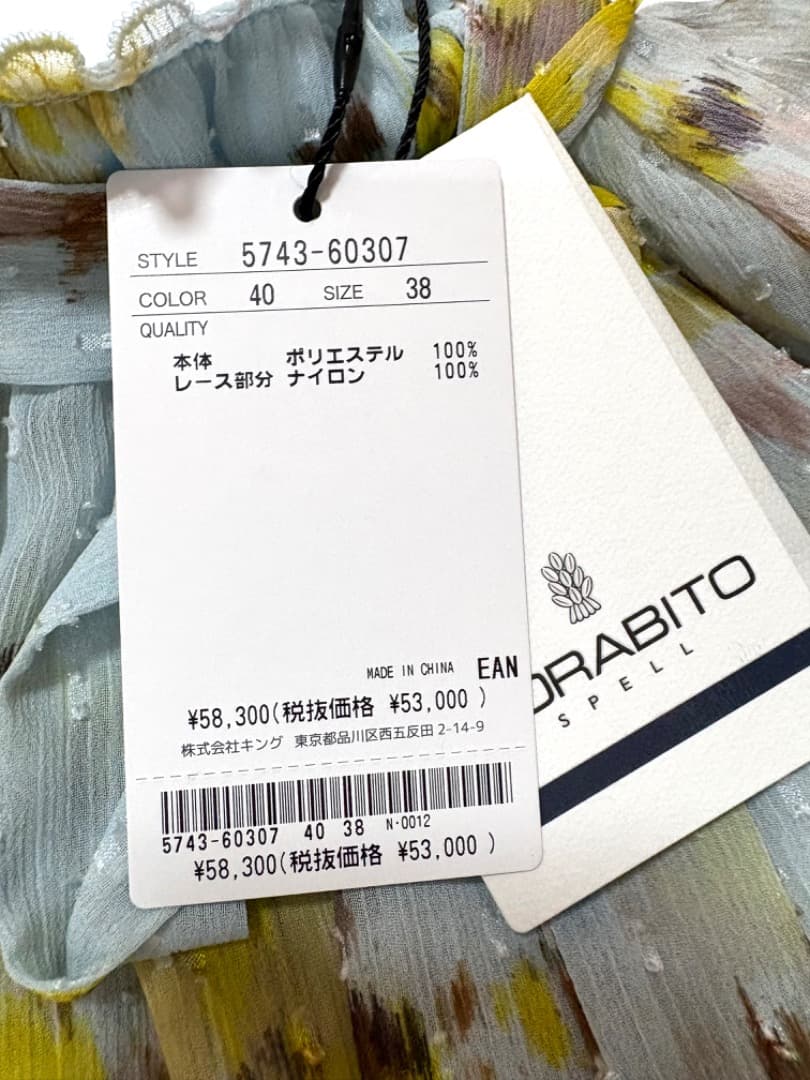 STYLE 5743-60307
COLOR 40 SIZE 38
QUALITY
本体 ポリエステル 100%
レース部分 ナイロン 100%
MADE IN CHINA EAN
¥58,300(税抜価格 ¥53,000 )
株式会社キング 東京都品川区西五反田 2-14-9
5743-60307 40 38 N-0012
¥58,300(税抜価格 ¥53,000 )
ORABITO
SPELL